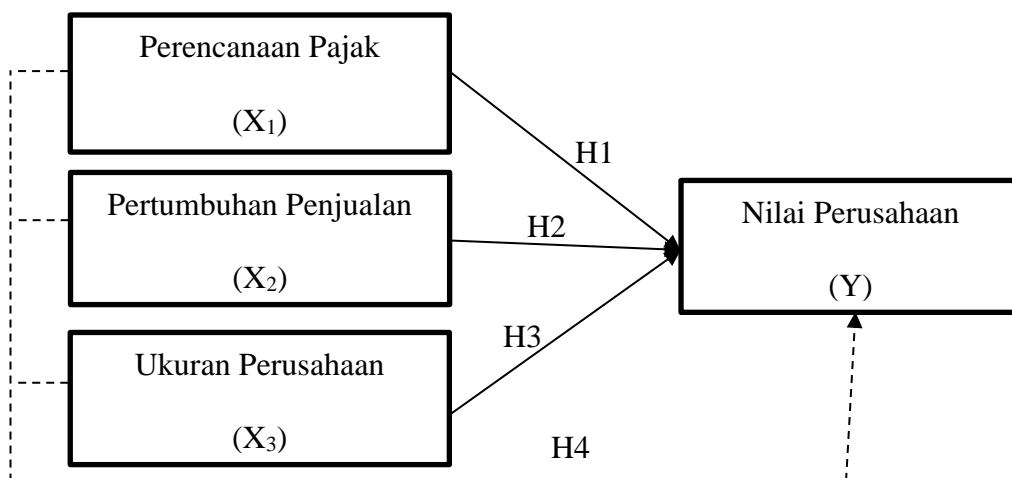 Perencanaan Pajak
(X₁)
H1
Pertumbuhan Penjualan
(X₂)
H2
Nilai Perusahaan
(Y)
Ukuran Perusahaan
(X₃)
H3
H4